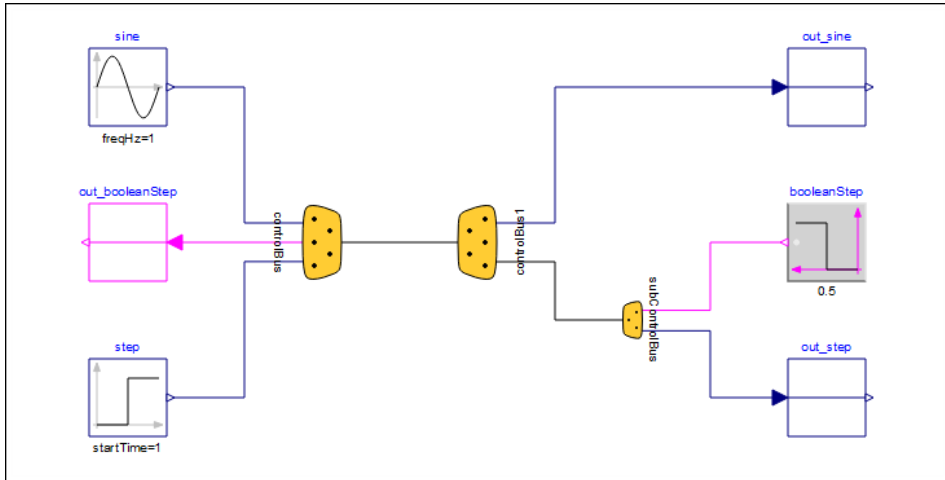 sine
out_sine
freqHz=1
out_booleanStep
booleanStep
controlBus
controlBus1
subControlBus
0.5
step
out_step
startTime=1